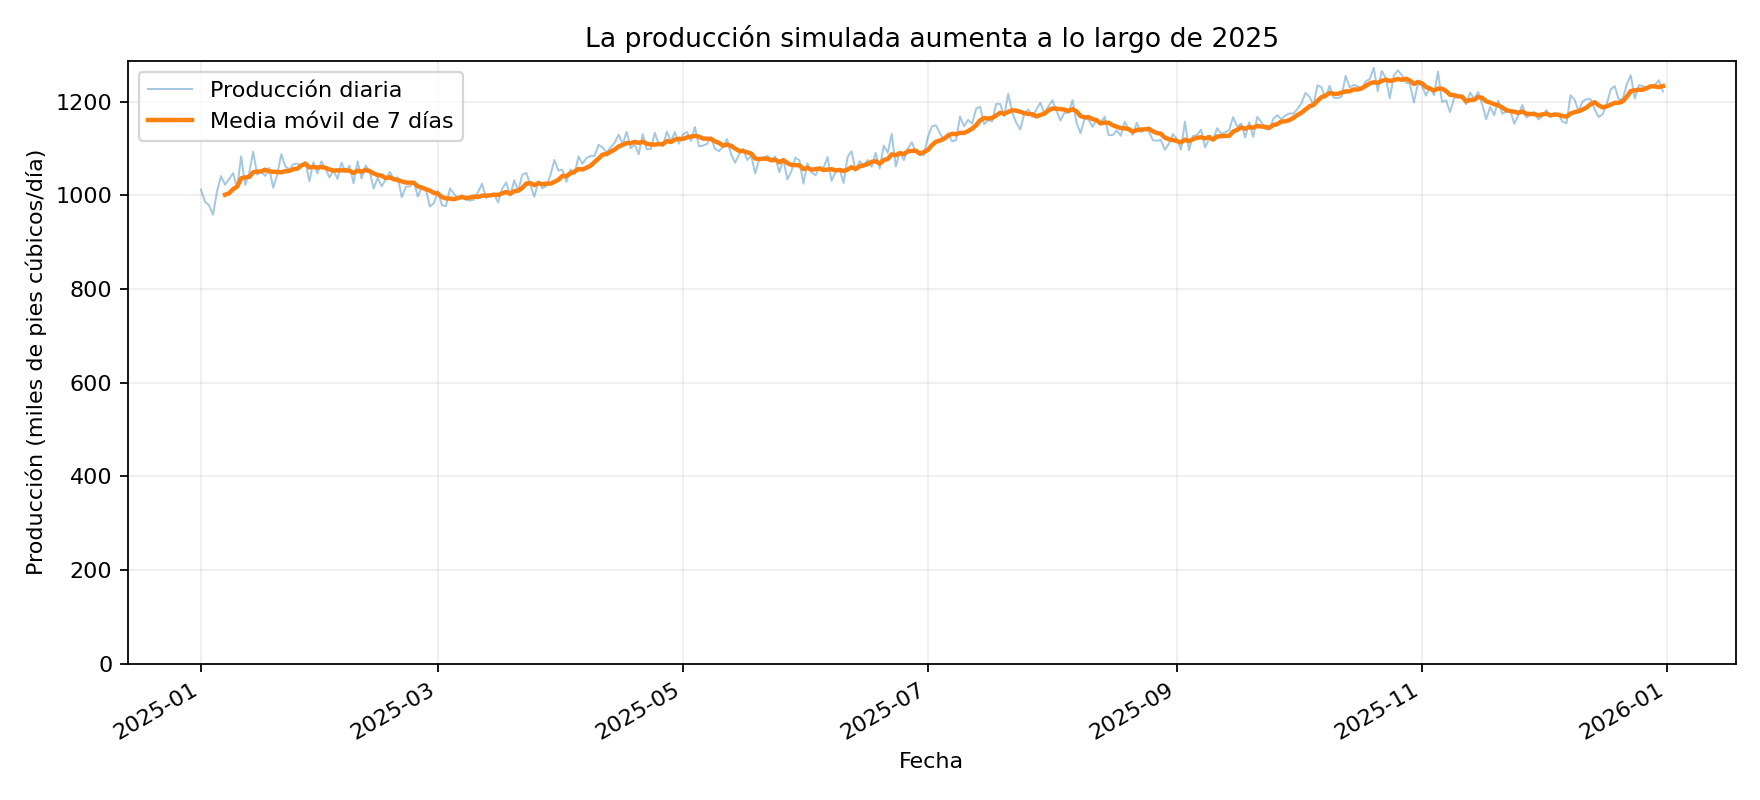 La producción simulada aumenta a lo largo de 2025
Producción diaria
Media móvil de 7 días
Producción (miles de pies cúbicos/día)
1200
1000
800
600
400
200
0
2025-01
2025-03
2025-05
2025-07
2025-09
2025-11
2026-01
Fecha